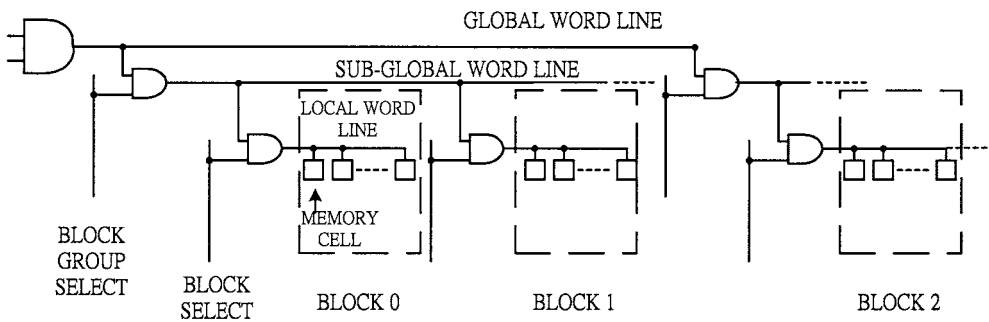 GLOBAL WORD LINE
SUB-GLOBAL WORD LINE
LOCAL WORD
LINE
MEMORY
CELL
BLOCK
GROUP
SELECT
BLOCK
SELECT
BLOCK 0
BLOCK 1
BLOCK 2